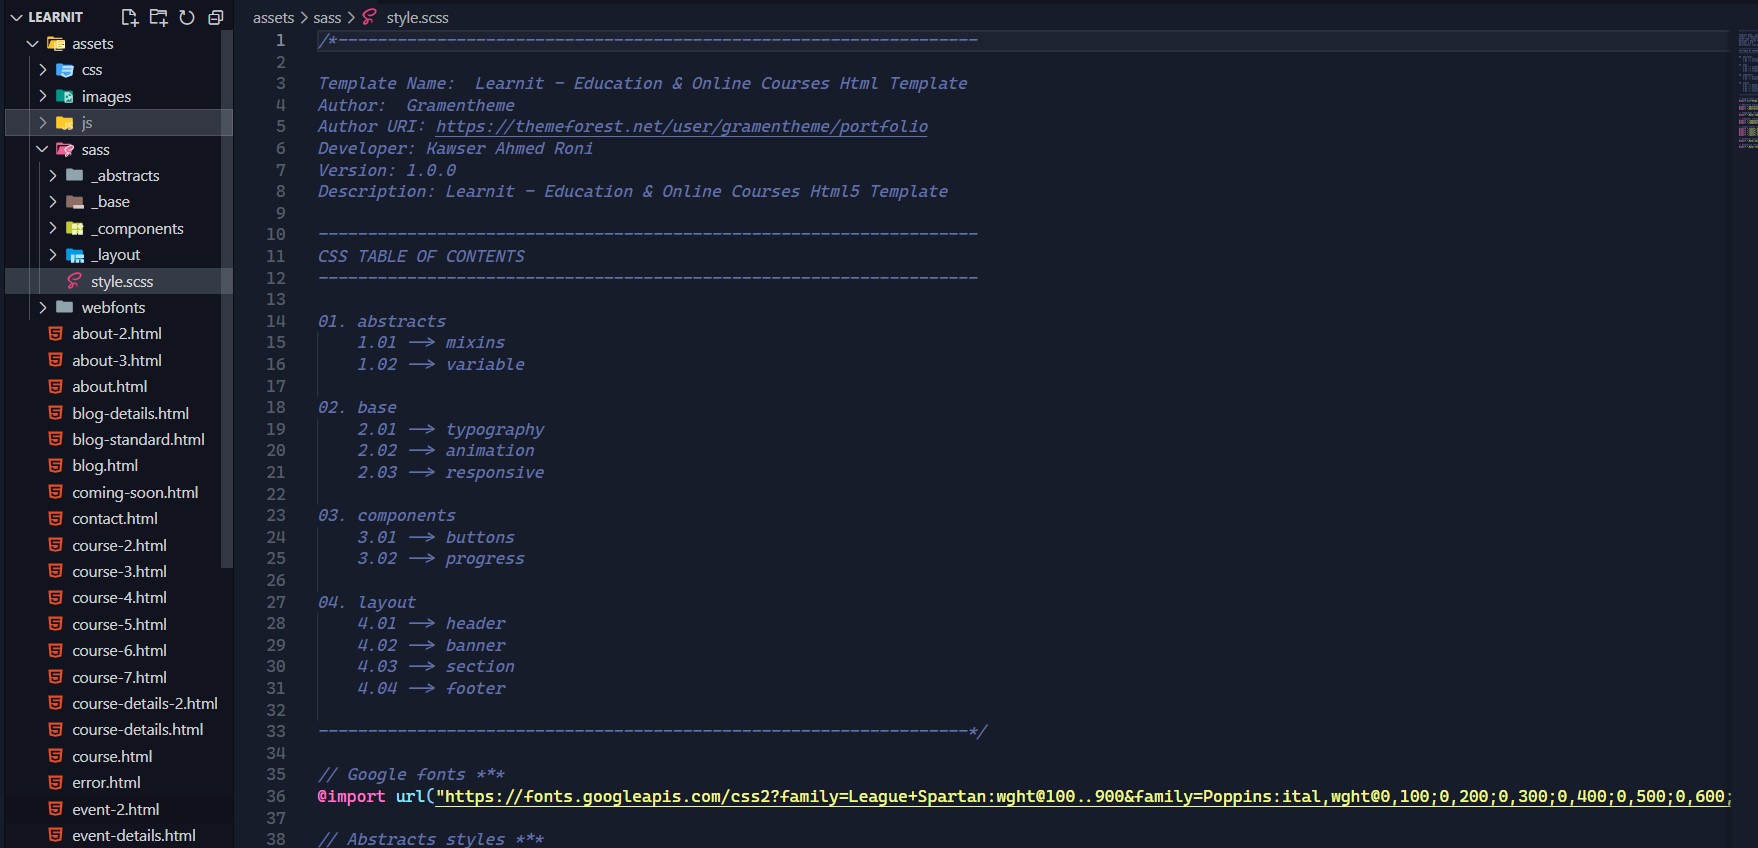 LEARNIT
assets
css
images
js
sass
_abstracts
_base
_components
_layout
style.scss
webfonts
about-2.html
about-3.html
about.html
blog-details.html
blog-standard.html
blog.html
coming-soon.html
contact.html
course-2.html
course-3.html
course-4.html
course-5.html
course-6.html
course-7.html
course-details-2.html
course-details.html
course.html
error.html
event-2.html
event-details.html
assets > sass > style.scss
1 /*-----------------------------------------------------------------
2
3 Template Name:  Learnit - Education & Online Courses Html Template
4 Author:  Gramentheme
5 Author URI: https://themeforest.net/user/gramentheme/portfolio
6 Developer: Kawser Ahmed Roni
7 Version: 1.0.0
8 Description: Learnit - Education & Online Courses Html5 Template
9
10 -------------------------------------------------------------------
11 CSS TABLE OF CONTENTS
12 -------------------------------------------------------------------
13
14 01. abstracts
15     1.01 --> mixins
16     1.02 --> variable
17
18 02. base
19     2.01 --> typography
20     2.02 --> animation
21     2.03 --> responsive
22
23 03. components
24     3.01 --> buttons
25     3.02 --> progress
26
27 04. layout
28     4.01 --> header
29     4.02 --> banner
30     4.03 --> section
31     4.04 --> footer
32
33 ------------------------------------------------------------------*/
34
35 // Google fonts ***
36 @import url("https://fonts.googleapis.com/css2?family=League+Spartan:wght@100..900&family=Poppins:ital,wght@0,100;0,200;0,300;0,400;0,500;0,600;
37
38 // Abstracts styles ***